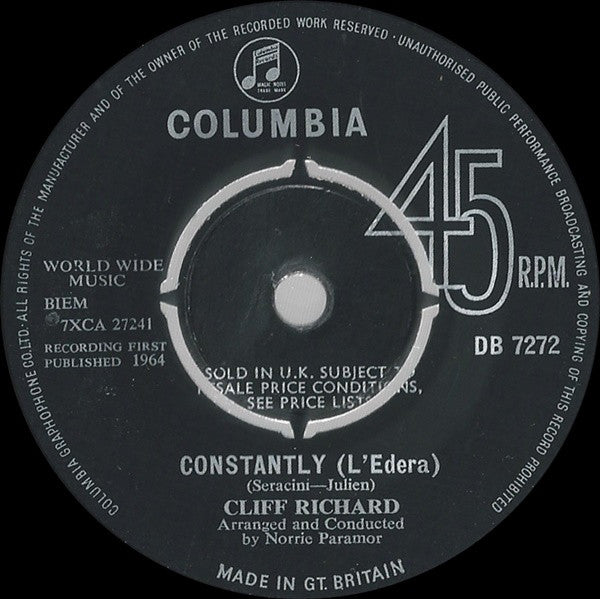 COLUMBIA GRAPHOPHONE CO. LTD · ALL RIGHTS OF THE MANUFACTURER AND OF THE OWNER OF THE RECORDED WORK RESERVED · UNAUTHORISED PUBLIC PERFORMANCE BROADCASTING AND COPYING OF THIS RECORD PROHIBITED
Columbia
Records
MAGIC NOTES
TRADE MARK
COLUMBIA
45
R.P.M.
WORLD WIDE
MUSIC
BIEM
7XCA 27241
RECORDING FIRST
PUBLISHED 1964
DB 7272
SOLD IN U.K. SUBJECT
PRICE CONDITIONS,
SEE PRICE
CONSTANTLY (L'Edera)
(Seracini—Julien)
CLIFF RICHARD
Arranged and Conducted
by Norrie Paramor
MADE IN GT. BRITAIN